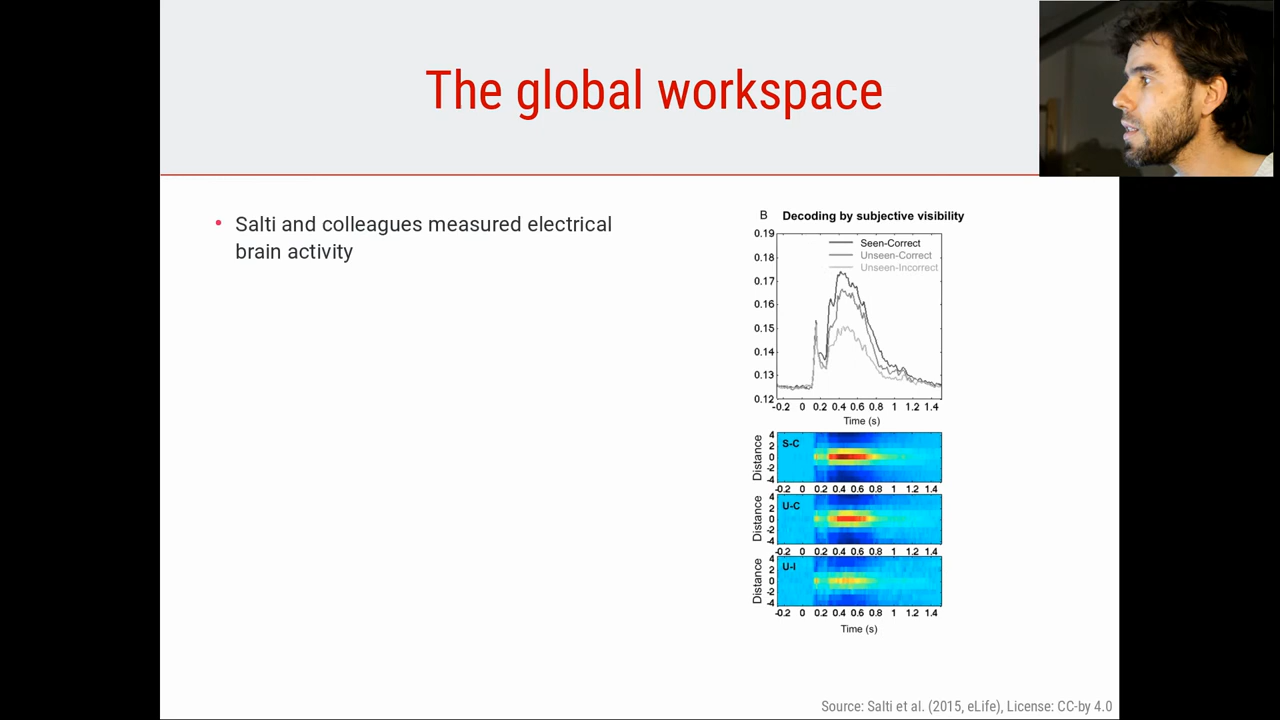 The global workspace
• Salti and colleagues measured electrical
brain activity
B Decoding by subjective visibility
0.19
0.18
0.17
0.16
0.15
0.14
0.13
0.12
Seen-Correct
Unseen-Correct
Unseen-Incorrect
-0.2 0 0.2 0.4 0.6 0.8 1 1.2 1.4
Time (s)
Distance
4
2
0
-2
-4
S-C
-0.2 0 0.2 0.4 0.6 0.8 1 1.2 1.4
Distance
4
2
0
-2
-4
U-C
-0.2 0 0.2 0.4 0.6 0.8 1 1.2 1.4
Distance
4
2
0
-2
-4
U-I
-0.2 0 0.2 0.4 0.6 0.8 1 1.2 1.4
Time (s)
Source: Salti et al. (2015, eLife), License: CC-by 4.0